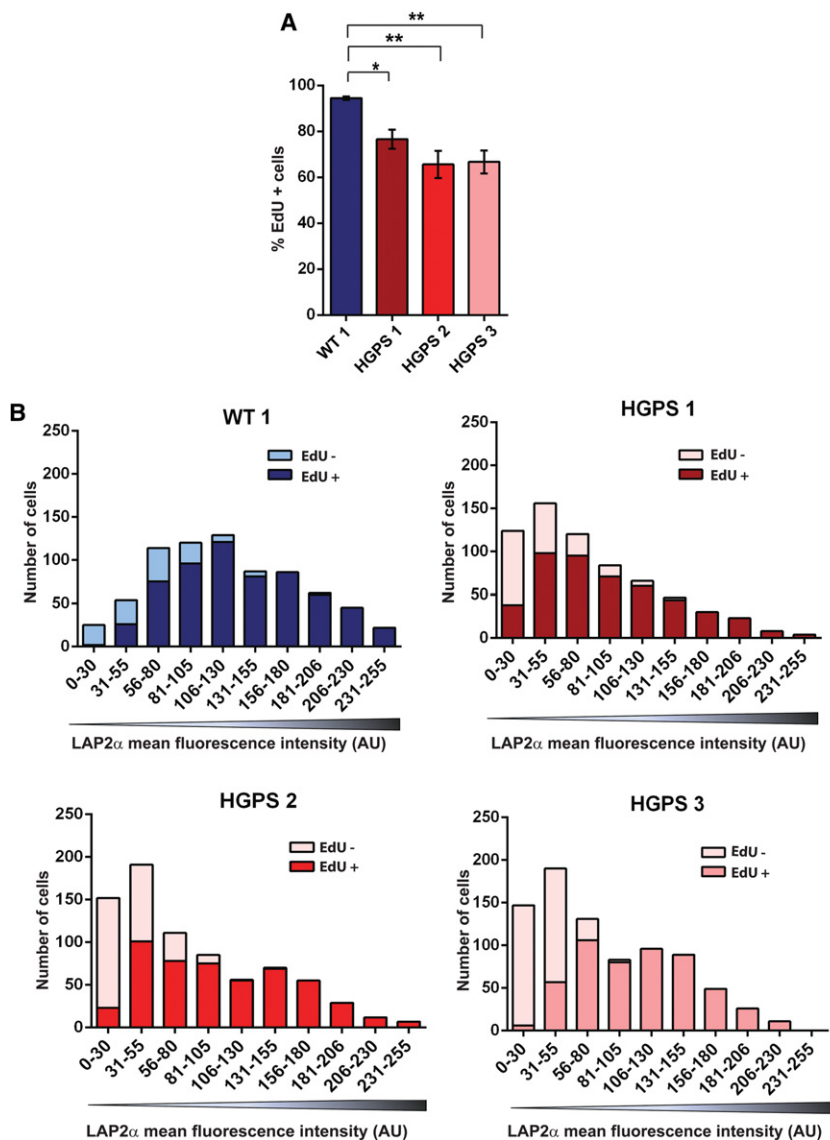 A
**
**
*
% EdU + cells
100
80
60
40
20
0
WT 1
HGPS 1
HGPS 2
HGPS 3
B
WT 1
Number of cells
250
200
150
100
50
0
EdU -
EdU +
0-30
31-55
56-80
81-105
106-130
131-155
156-180
181-206
206-230
231-255
LAP2α mean fluorescence intensity (AU)
HGPS 1
Number of cells
250
200
150
100
50
0
EdU -
EdU +
0-30
31-55
56-80
81-105
106-130
131-155
156-180
181-206
206-230
231-255
LAP2α mean fluorescence intensity (AU)
HGPS 2
Number of cells
250
200
150
100
50
0
EdU -
EdU +
0-30
31-55
56-80
81-105
106-130
131-155
156-180
181-206
206-230
231-255
LAP2α mean fluorescence intensity (AU)
HGPS 3
Number of cells
250
200
150
100
50
0
EdU -
EdU +
0-30
31-55
56-80
81-105
106-130
131-155
156-180
181-206
206-230
231-255
LAP2α mean fluorescence intensity (AU)